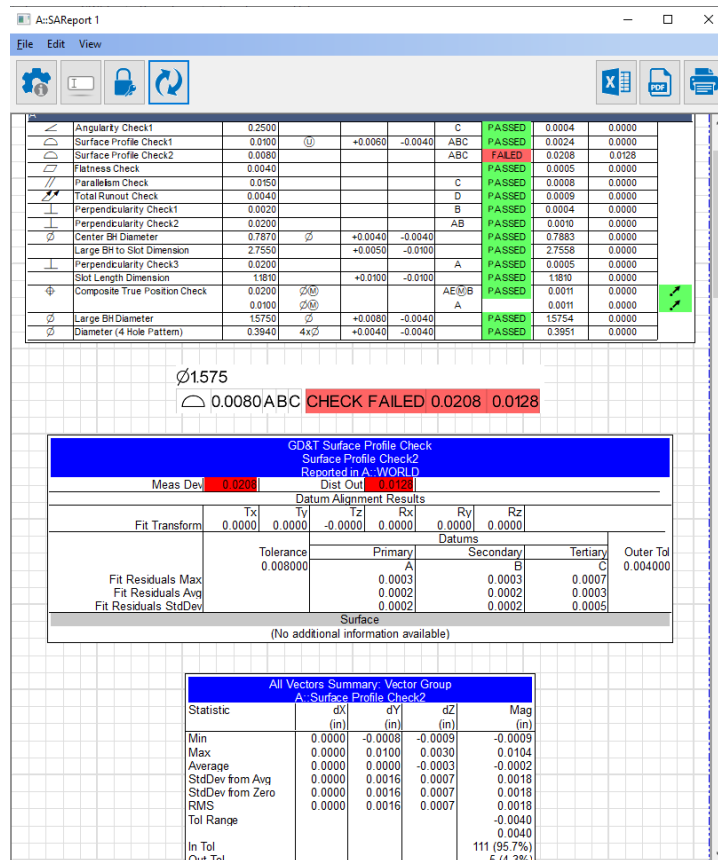 A::SAReport 1
File Edit View
A
∠ Angularity Check1 0.2500 C PASSED 0.0004 0.0000
⌓ Surface Profile Check1 0.0100 Ⓤ +0.0060 -0.0040 ABC PASSED 0.0024 0.0000
⌓ Surface Profile Check2 0.0080 ABC FAILED 0.0208 0.0128
⏥ Flatness Check 0.0040 PASSED 0.0005 0.0000
// Parallelism Check 0.0150 C PASSED 0.0008 0.0000
⌰ Total Runout Check 0.0040 D PASSED 0.0009 0.0000
⊥ Perpendicularity Check1 0.0020 B PASSED 0.0004 0.0000
⊥ Perpendicularity Check2 0.0200 AB PASSED 0.0010 0.0000
Ø Center BH Diameter 0.7870 Ø +0.0040 -0.0040 PASSED 0.7883 0.0000
Large BH to Slot Dimension 2.7550 +0.0050 -0.0100 PASSED 2.7558 0.0000
⊥ Perpendicularity Check3 0.0200 A PASSED 0.0005 0.0000
Slot Length Dimension 1.1810 +0.0100 -0.0100 PASSED 1.1810 0.0000
⌖ Composite True Position Check 0.0200 ØⓂ AEⓂB PASSED 0.0011 0.0000
0.0100 ØⓂ A 0.0011 0.0000
Ø Large BH Diameter 1.5750 Ø +0.0080 -0.0040 PASSED 1.5754 0.0000
Ø Diameter (4 Hole Pattern) 0.3940 4xØ +0.0040 -0.0040 PASSED 0.3951 0.0000
Ø1.575
⌓ 0.0080 A B C CHECK FAILED 0.0208 0.0128
GD&T Surface Profile Check
Surface Profile Check2
Reported in A::WORLD
Meas Dev 0.0208 Dist Out 0.0128
Datum Alignment Results
Tx Ty Tz Rx Ry Rz
Fit Transform 0.0000 0.0000 -0.0000 0.0000 0.0000 0.0000
Datums
Tolerance Primary Secondary Tertiary Outer Tol
0.008000 A B C 0.004000
Fit Residuals Max 0.0003 0.0003 0.0007
Fit Residuals Avg 0.0002 0.0002 0.0003
Fit Residuals StdDev 0.0002 0.0002 0.0005
Surface
(No additional information available)
All Vectors Summary: Vector Group
A::Surface Profile Check2
Statistic dX dY dZ Mag
(in) (in) (in) (in)
Min 0.0000 -0.0008 -0.0009 -0.0009
Max 0.0000 0.0100 0.0030 0.0104
Average 0.0000 0.0000 -0.0003 -0.0002
StdDev from Avg 0.0000 0.0016 0.0007 0.0018
StdDev from Zero 0.0000 0.0016 0.0007 0.0018
RMS 0.0000 0.0016 0.0007 0.0018
Tol Range -0.0040
0.0040
In Tol 111 (95.7%)
Out Tol 5 (4.3%)